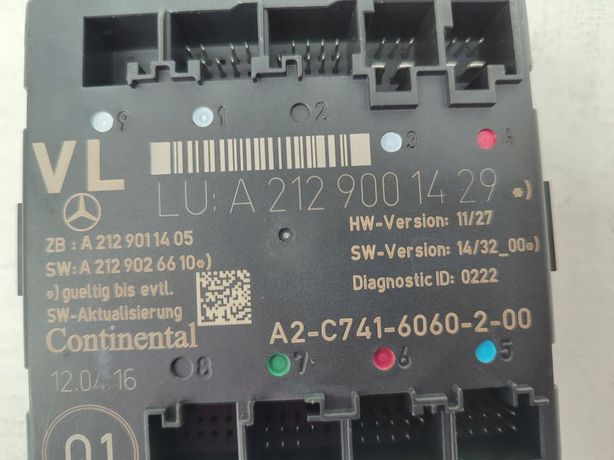 9 1 2 3 4
VL
LU: A 212 900 14 29 *)
ZB : A 212 901 14 05
SW: A 212 902 66 10 *)
*) gueltig bis evtl.
SW-Aktualisierung
Continental
12.04.16
HW-Version: 11/27
SW-Version: 14/32_00*)
Diagnostic ID: 0222
A2-C741-6060-2-00
8 7 6 5
01